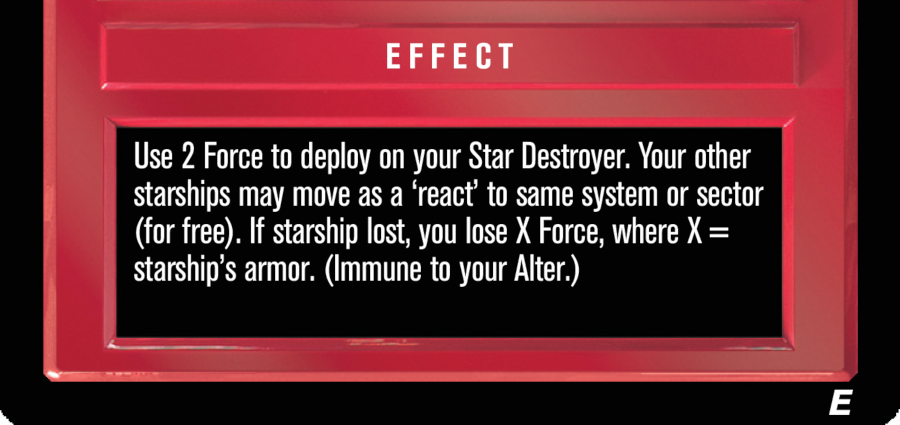 EFFECT
Use 2 Force to deploy on your Star Destroyer. Your other
starships may move as a ‘react’ to same system or sector
(for free). If starship lost, you lose X Force, where X =
starship’s armor. (Immune to your Alter.)
E